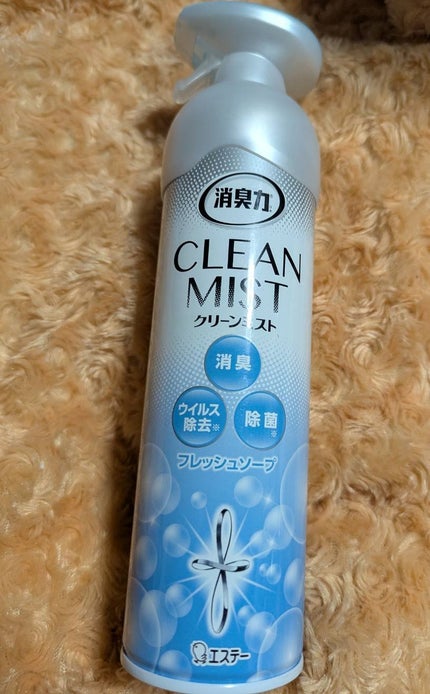 消臭力
CLEAN
MIST
クリーンミスト
消臭
ウイルス
除去※
除菌※
フレッシュソープ
エステー